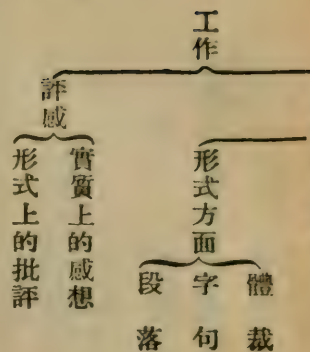 工作
形式方面
體裁
字句
段落
評感
實質上的感想
形式上的批評